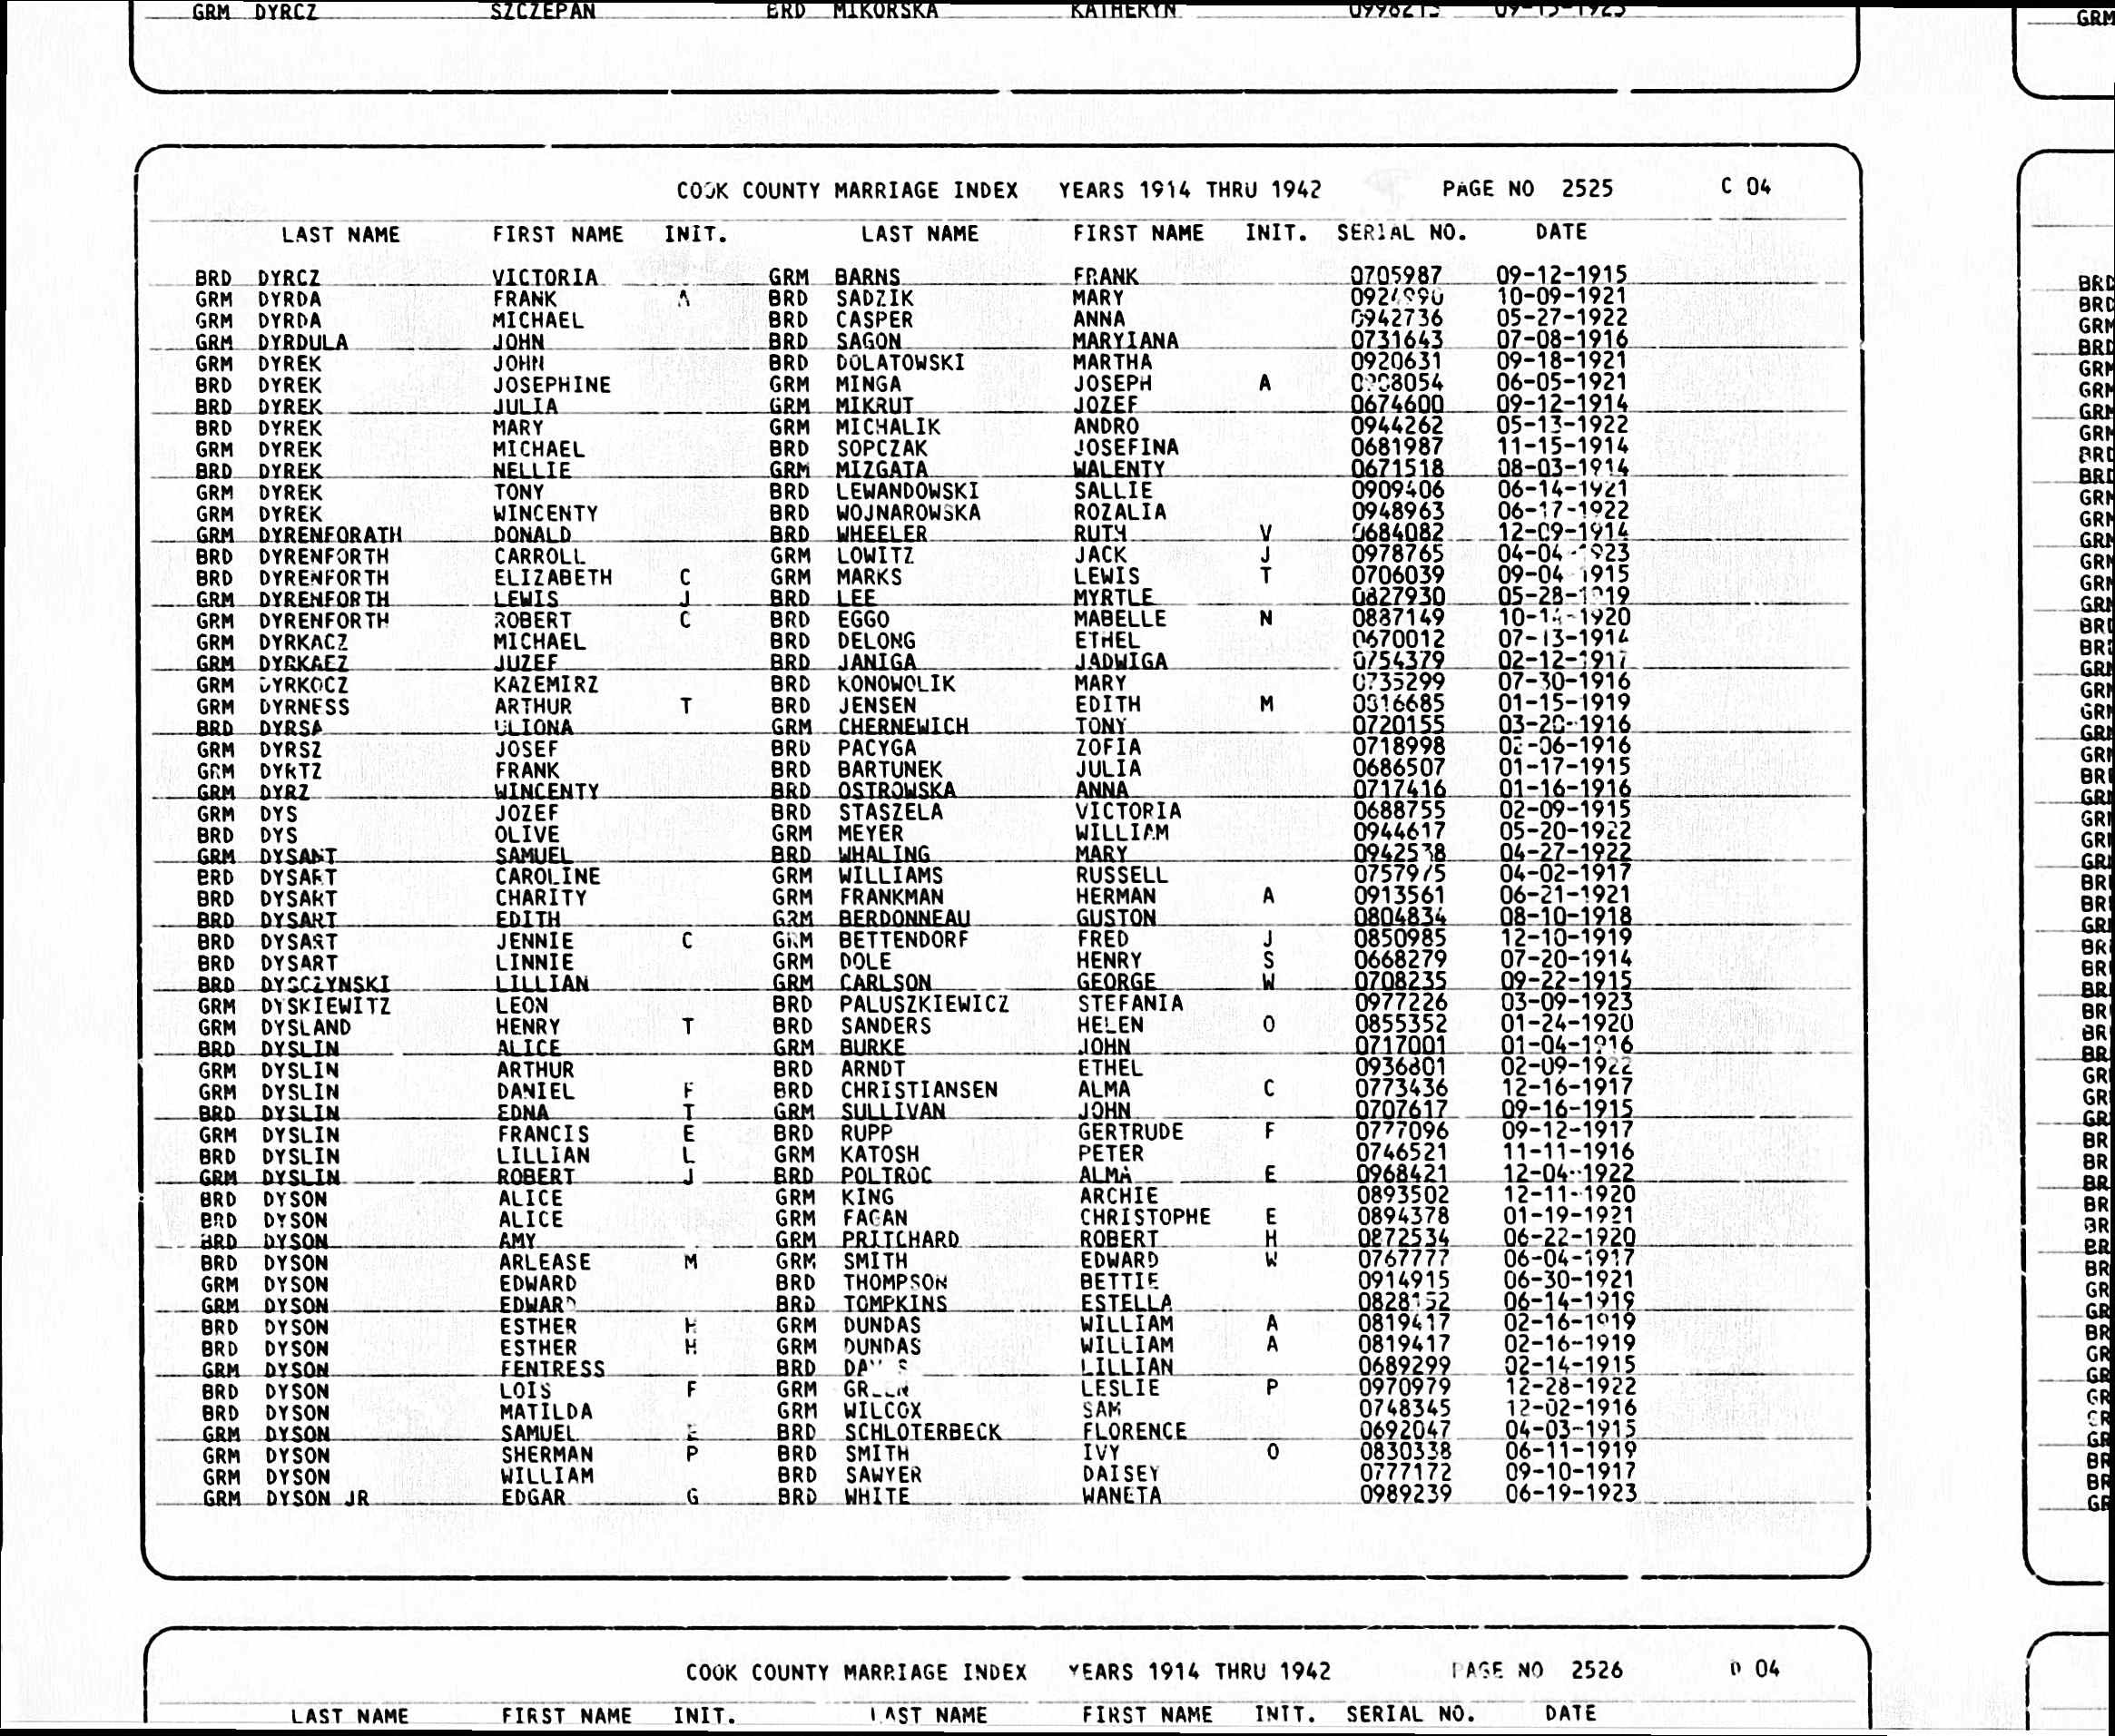 GRM DYRCZ SZCZEPAN BRD MIKORSKA KATHERYN 09-15-1923
GRM
COOK COUNTY MARRIAGE INDEX YEARS 1914 THRU 1942 PAGE NO 2525 C 04
LAST NAME FIRST NAME INIT. LAST NAME FIRST NAME INIT. SERIAL NO. DATE
BRD DYRCZ VICTORIA GRM BARNS FRANK 0705987 09-12-1915
GRM DYRDA FRANK A BRD SADZIK MARY 10-09-1921
GRM DYRDA MICHAEL BRD CASPER ANNA 0942736 05-27-1922
GRM DYRDULA JOHN BRD SAGON MARYIANA 0731643 07-08-1916
GRM DYREK JOHN BRD DOLATOWSKI MARTHA 0920631 09-18-1921
BRD DYREK JOSEPHINE GRM MINGA JOSEPH A 06-05-1921
BRD DYREK JULIA GRM MIKRUT JOZEF 0674600 09-12-1914
BRD DYREK MARY GRM MICHALIK ANDRO 0944262 05-13-1922
GRM DYREK MICHAEL BRD SOPCZAK JOSEFINA 0681987 11-15-1914
BRD DYREK NELLIE GRM MIZGATA WALENTY 0671518 08-03-1914
GRM DYREK TONY BRD LEWANDOWSKI SALLIE 0909406 06-14-1921
GRM DYREK WINCENTY BRD WOJNAROWSKA ROZALIA 0948963 06-17-1922
GRM DYRENFORATH DONALD BRD WHEELER RUTH V 0684082 12-09-1914
BRD DYRENFORTH CARROLL GRM LOWITZ JACK J 0978765 04-04-1923
BRD DYRENFORTH ELIZABETH C GRM MARKS LEWIS T 0706039 09-04-1915
GRM DYRENFORTH LEWIS J BRD LEE MYRTLE 0827930 05-28-1919
GRM DYRENFORTH ROBERT C BRD EGGO MABELLE N 0887149 10-14-1920
GRM DYRKACZ MICHAEL BRD DELONG ETHEL 0670012 07-13-1914
GRM DYRKAEZ JUZEF BRD JANIGA JADWIGA 0754379 02-12-1917
GRM DYRKOCZ KAZEMIRZ BRD KONOWOLIK MARY 0735299 07-30-1916
GRM DYRNESS ARTHUR T BRD JENSEN EDITH M 0816685 01-15-1919
BRD DYRSA ULIONA GRM CHERNEWICH TONY 0720155 03-20-1916
GRM DYRSZ JOSEF BRD PACYGA ZOFIA 0718998 02-06-1916
GRM DYRTZ FRANK BRD BARTUNEK JULIA 0686507 01-17-1915
GRM DYRZ WINCENTY BRD OSTROWSKA ANNA 0717416 01-16-1916
GRM DYS JOZEF BRD STASZELA VICTORIA 0688755 02-09-1915
BRD DYS OLIVE GRM MEYER WILLIAM 0944617 05-20-1922
GRM DYSANT SAMUEL BRD WHALING MARY 0942538 04-27-1922
BRD DYSART CAROLINE GRM WILLIAMS RUSSELL 0757975 04-02-1917
BRD DYSART CHARITY GRM FRANKMAN HERMAN A 0913561 06-21-1921
BRD DYSART EDITH GRM BERDONNEAU GUSTON 0804834 08-10-1918
BRD DYSART JENNIE C GRM BETTENDORF FRED J 0850985 12-10-1919
BRD DYSART LINNIE GRM DOLE HENRY S 0668279 07-20-1914
BRD DYSCZYNSKI LILLIAN GRM CARLSON GEORGE W 0708235 09-22-1915
GRM DYSKIEWITZ LEON BRD PALUSZKIEWICZ STEFANIA 0977226 03-09-1923
GRM DYSLAND HENRY T BRD SANDERS HELEN O 0855352 01-24-1920
BRD DYSLIN ALICE GRM BURKE JOHN 0717001 01-04-1916
GRM DYSLIN ARTHUR BRD ARNDT ETHEL 0936801 02-09-1922
GRM DYSLIN DANIEL F BRD CHRISTIANSEN ALMA C 0773436 12-16-1917
BRD DYSLIN EDNA T GRM SULLIVAN JOHN 0707617 09-16-1915
GRM DYSLIN FRANCIS E BRD RUPP GERTRUDE F 0777096 09-12-1917
BRD DYSLIN LILLIAN L GRM KATOSH PETER 0746521 11-11-1916
GRM DYSLIN ROBERT J BRD POLTROC ALMA E 0968421 12-04-1922
BRD DYSON ALICE GRM KING ARCHIE 0893502 12-11-1920
BRD DYSON ALICE GRM FAGAN CHRISTOPHE E 0894378 01-19-1921
BRD DYSON AMY GRM PRITCHARD ROBERT H 0872534 06-22-1920
BRD DYSON ARLEASE M GRM SMITH EDWARD W 0767777 06-04-1917
GRM DYSON EDWARD BRD THOMPSON BETTIE 0914915 06-30-1921
GRM DYSON EDWARD BRD TOMPKINS ESTELLA 0828152 06-14-1919
BRD DYSON ESTHER H GRM DUNDAS WILLIAM A 0819417 02-16-1919
BRD DYSON ESTHER H GRM DUNDAS WILLIAM A 0819417 02-16-1919
GRM DYSON FENTRESS BRD LILLIAN 0689299 02-14-1915
BRD DYSON LOIS F GRM LESLIE P 0970979 12-28-1922
BRD DYSON MATILDA GRM WILCOX SAM 0748345 12-02-1916
GRM DYSON SAMUEL E BRD SCHLOTERBECK FLORENCE 0692047 04-03-1915
GRM DYSON SHERMAN P BRD SMITH IVY O 0830338 06-11-1919
GRM DYSON WILLIAM BRD SAWYER DAISEY 0777172 09-10-1917
GRM DYSON JR EDGAR G BRD WHITE WANETA 0989239 06-19-1923
COOK COUNTY MARRIAGE INDEX YEARS 1914 THRU 1942 PAGE NO 2526 D 04
LAST NAME FIRST NAME INIT. LAST NAME FIRST NAME INIT. SERIAL NO. DATE